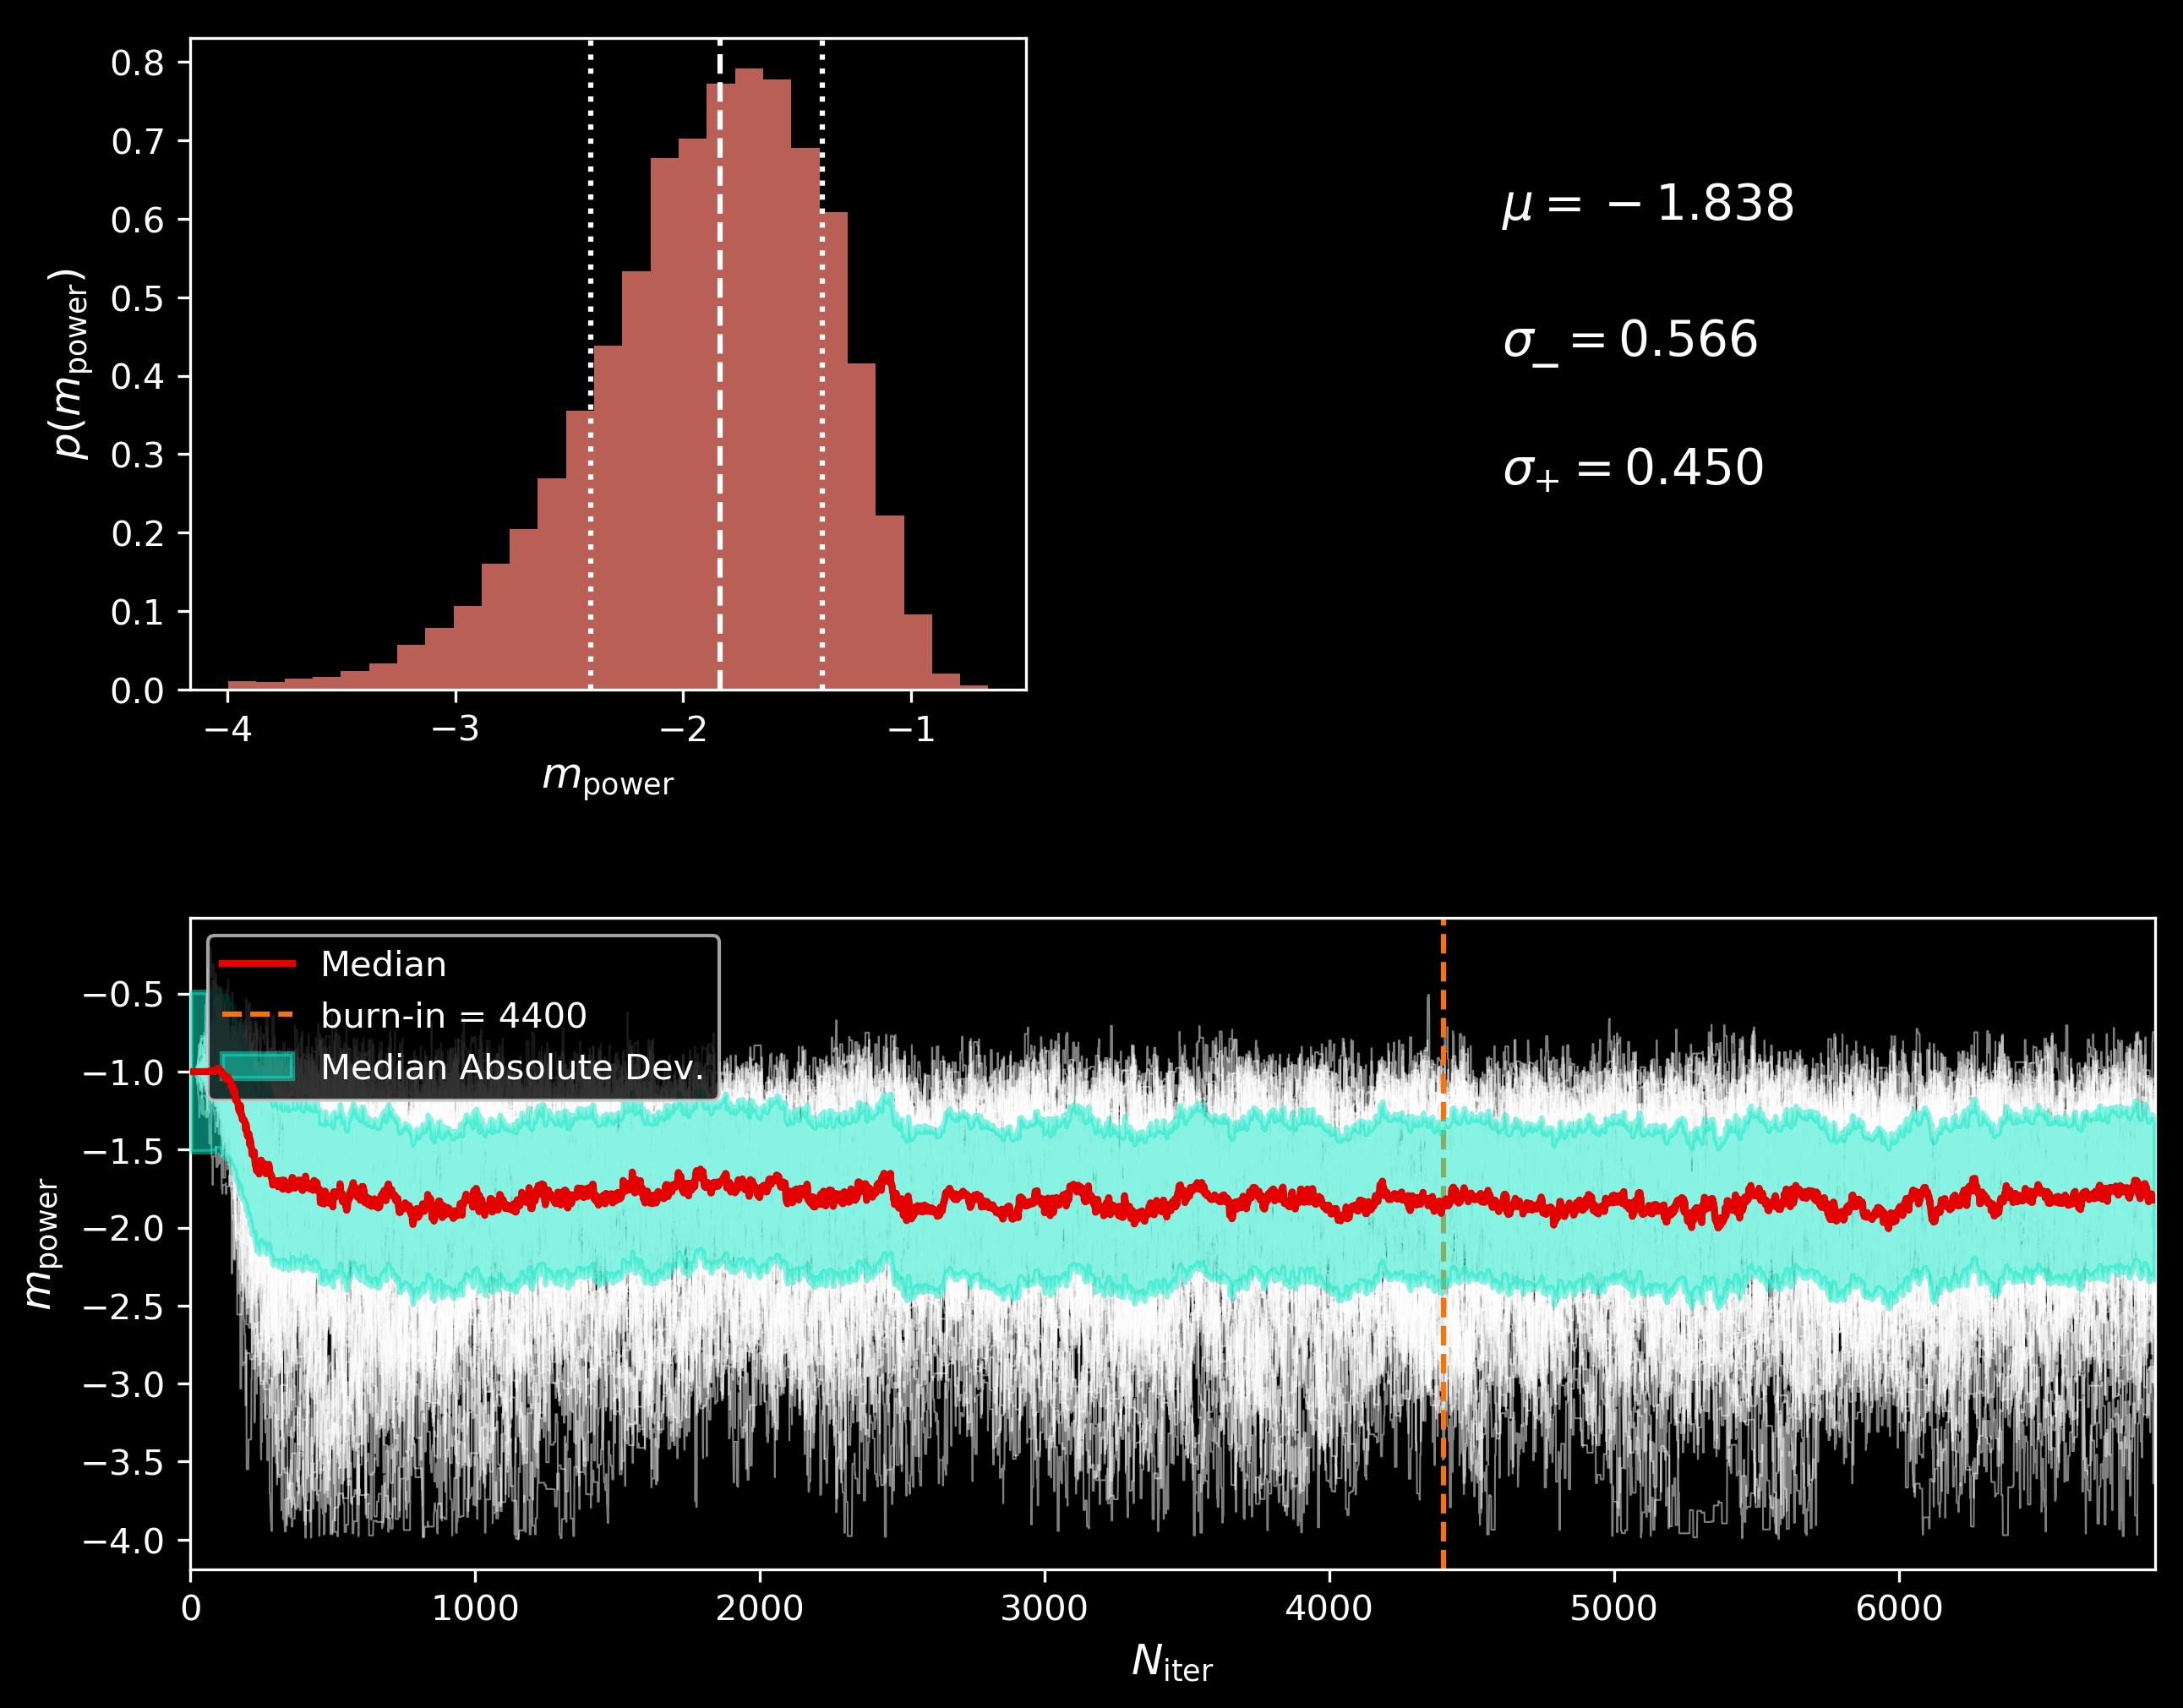 0.8
0.7
0.6
0.5
0.4
0.3
0.2
0.1
0.0
p(m_power)
−4 −3 −2 −1
m_power
μ = −1.838
σ_− = 0.566
σ_+ = 0.450
Median
burn-in = 4400
Median Absolute Dev.
−0.5
−1.0
−1.5
−2.0
−2.5
−3.0
−3.5
−4.0
m_power
0 1000 2000 3000 4000 5000 6000
N_iter